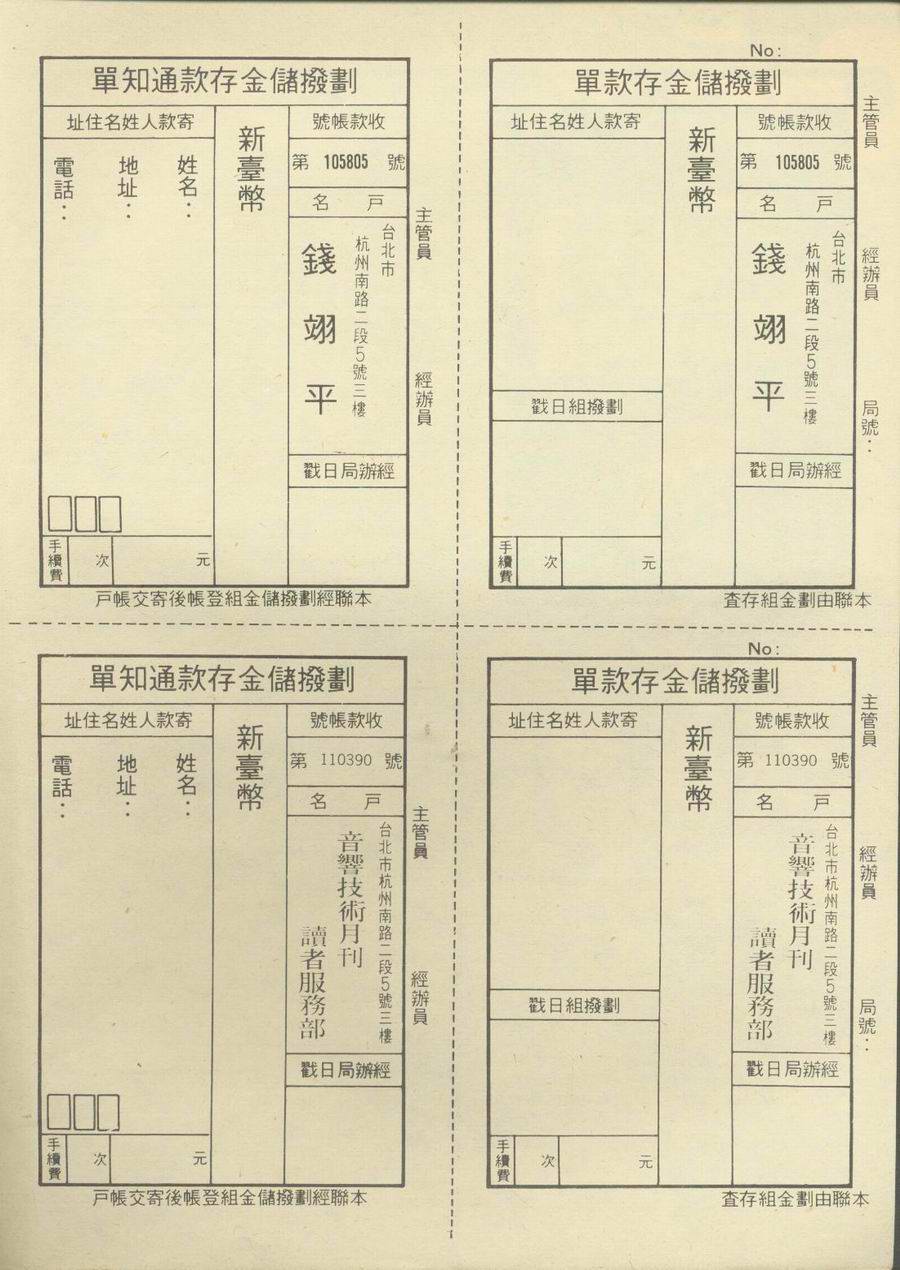 劃撥儲金存款通知單
收款帳號
第 105805 號
戶名
台北市
杭州南路二段5號三樓
錢翊平
經辦局日戳
新臺幣
寄款人姓名住址
姓名：
地址：
電話：
手續費
次
元
主管員
經辦員
本聯經劃撥儲金組登帳後寄交帳戶
No:
劃撥儲金存款單
收款帳號
第 105805 號
戶名
台北市
杭州南路二段5號三樓
錢翊平
經辦局日戳
新臺幣
寄款人姓名住址
劃撥組日戳
手續費
次
元
主管員
經辦員
局號：
本聯由劃金組存查
劃撥儲金存款通知單
收款帳號
第 110390 號
戶名
台北市杭州南路二段5號三樓
音響技術月刊
讀者服務部
經辦局日戳
新臺幣
寄款人姓名住址
姓名：
地址：
電話：
手續費
次
元
主管員
經辦員
本聯經劃撥儲金組登帳後寄交帳戶
No:
劃撥儲金存款單
收款帳號
第 110390 號
戶名
台北市杭州南路二段5號三樓
音響技術月刊
讀者服務部
經辦局日戳
新臺幣
寄款人姓名住址
劃撥組日戳
手續費
次
元
主管員
經辦員
局號：
本聯由劃金組存查